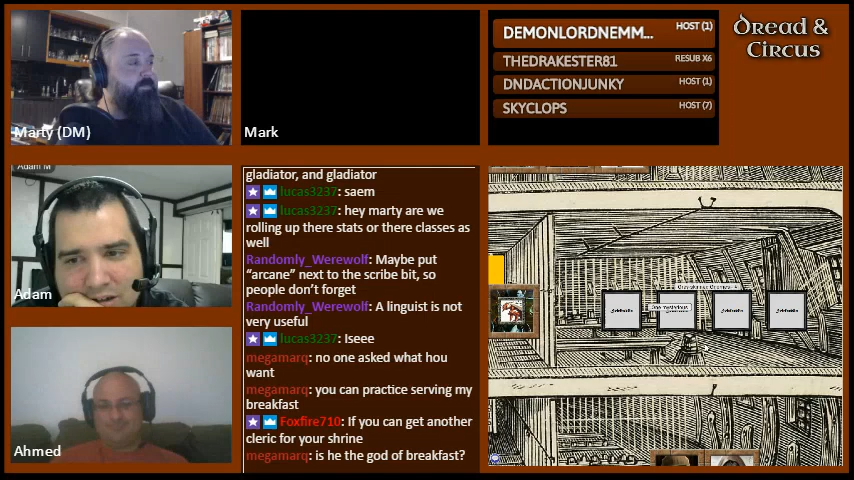 Marty (DM)
Mark
DEMONLORDNEMM...
HOST (1)
THEDRAKESTER81
RESUB X6
DNDACTIONJUNKY
HOST (1)
SKYCLOPS
HOST (7)
Dread &
Circus
Adam M
Adam
Ahmed
gladiator, and gladiator
lucas3237: saem
lucas3237: hey marty are we
rolling up there stats or there classes as
well
Randomly_Werewolf: Maybe put
“arcane” next to the scribe bit, so
people don’t forget
Randomly_Werewolf: A linguist is not
very useful
lucas3237: Iseee
megamarq: no one asked what hou
want
megamarq: you can practice serving my
breakfast
Foxfire710: If you can get another
cleric for your shrine
megamarq: is he the god of breakfast?